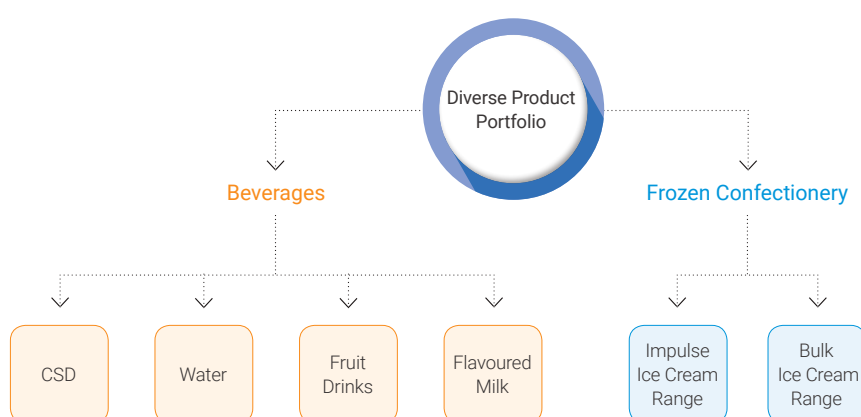 Diverse Product
Portfolio
Beverages
Frozen Confectionery
CSD
Water
Fruit
Drinks
Flavoured
Milk
Impulse
Ice Cream
Range
Bulk
Ice Cream
Range